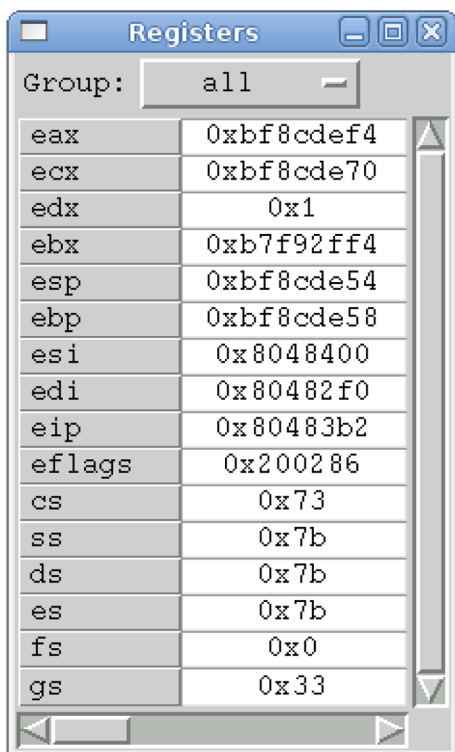 Registers
Group: all
eax 0xbf8cdef4
ecx 0xbf8cde70
edx 0x1
ebx 0xb7f92ff4
esp 0xbf8cde54
ebp 0xbf8cde58
esi 0x8048400
edi 0x80482f0
eip 0x80483b2
eflags 0x200286
cs 0x73
ss 0x7b
ds 0x7b
es 0x7b
fs 0x0
gs 0x33